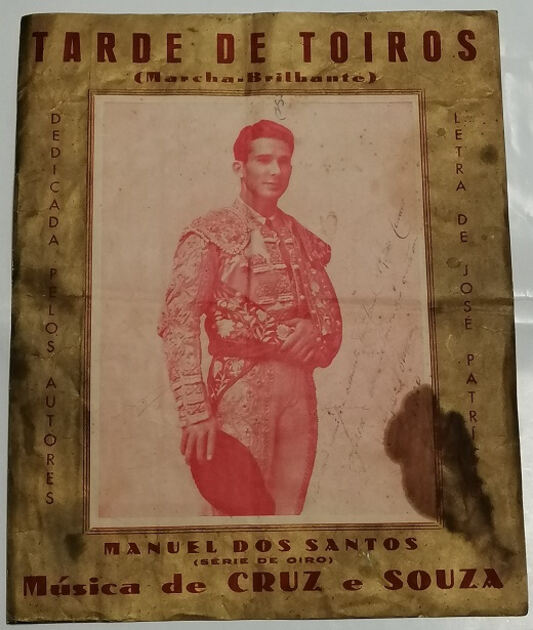 TARDE DE TOIROS
(Marcha-Brilhante)
DEDICADA PELOS AUTORES
LETRA DE JOSÉ
MANUEL DOS SANTOS
(SÉRIE DE OIRO)
Música de CRUZ e SOUZA